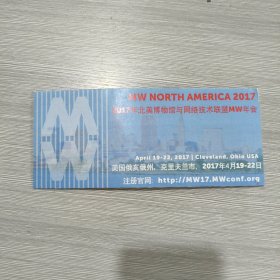 MW
MW NORTH AMERICA 2017
2017年北美博物馆与网络技术联盟MW年会
April 19-22, 2017 | Cleveland, Ohio USA
美国俄亥俄州，克里夫兰市，2017年4月19-22日
注册官网：http://MW17.MWconf.org